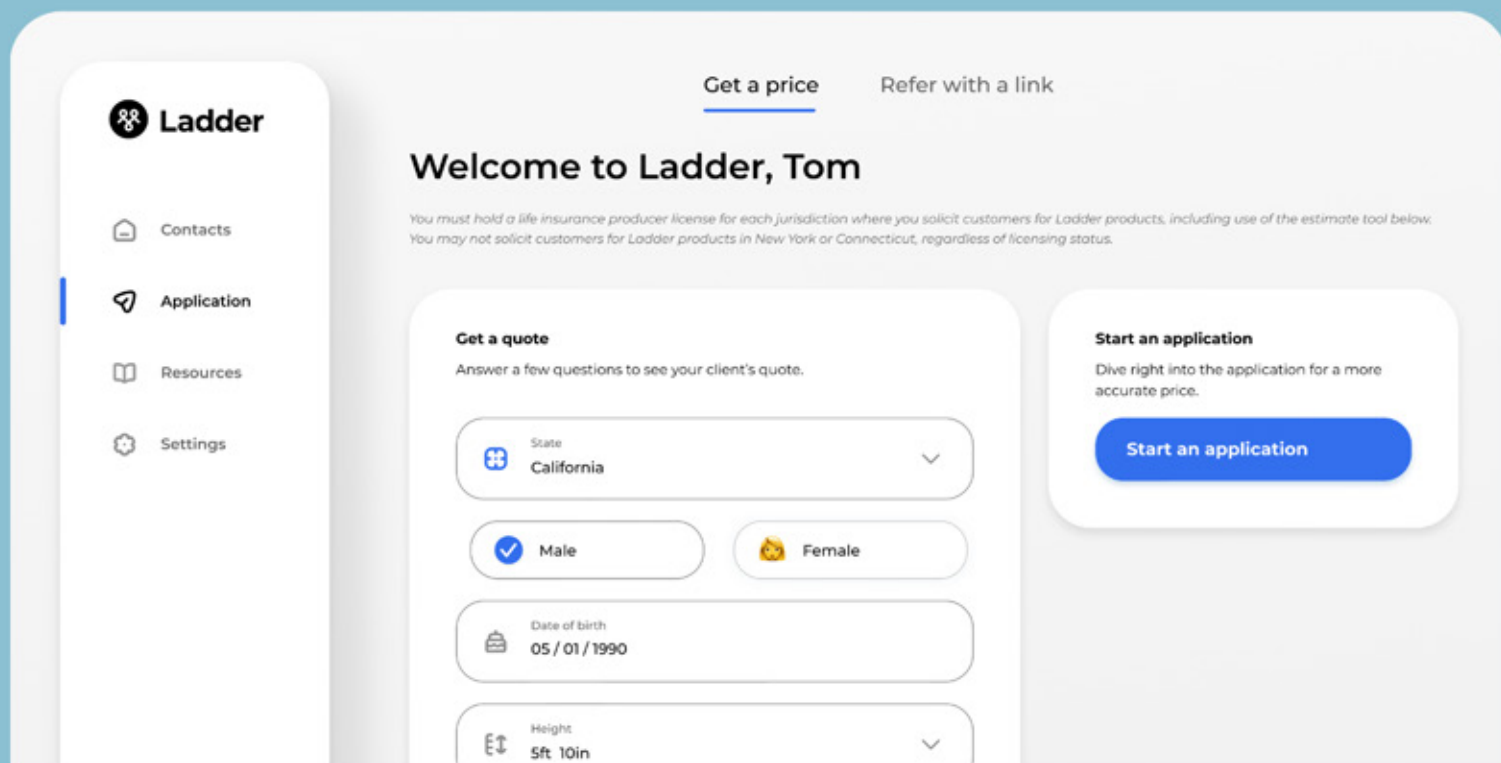 Ladder
Contacts
Application
Resources
Settings
Get a price
Refer with a link
Welcome to Ladder, Tom
You must hold a life insurance producer license for each jurisdiction where you solicit customers for Ladder products, including use of the estimate tool below.
You may not solicit customers for Ladder products in New York or Connecticut, regardless of licensing status.
Get a quote
Answer a few questions to see your client's quote.
State
California
Male
Female
Date of birth
05 / 01 / 1990
Height
5ft 10in
Start an application
Dive right into the application for a more
accurate price.
Start an application